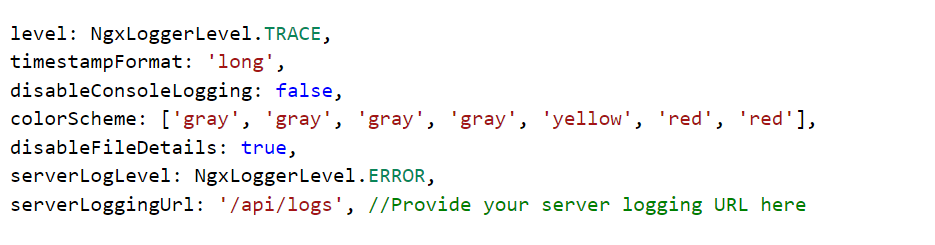 level: NgxLoggerLevel.TRACE,
timestampFormat: 'long',
disableConsoleLogging: false,
colorScheme: ['gray', 'gray', 'gray', 'gray', 'yellow', 'red', 'red'],
disableFileDetails: true,
serverLogLevel: NgxLoggerLevel.ERROR,
serverLoggingUrl: '/api/logs', //Provide your server logging URL here